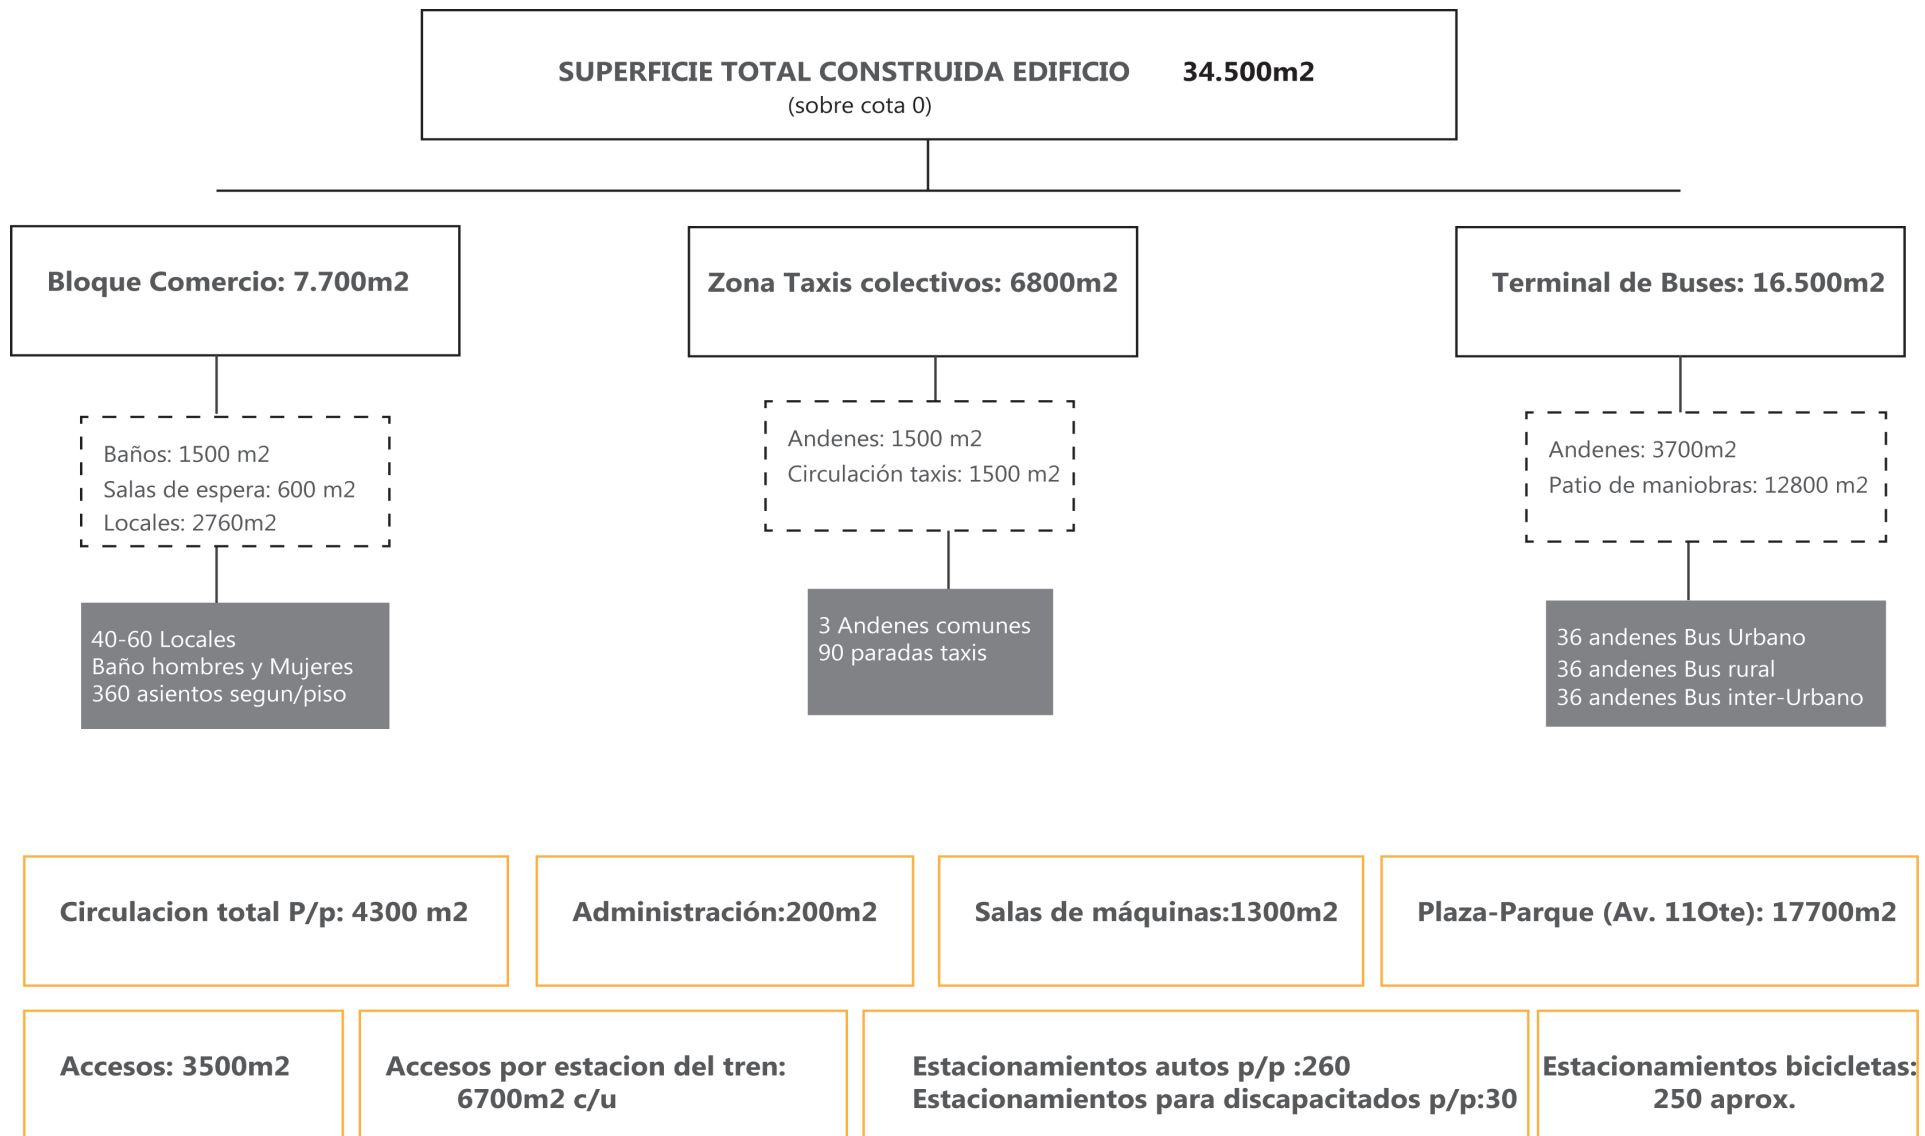 SUPERFICIE TOTAL CONSTRUIDA EDIFICIO 34.500m2
(sobre cota 0)
Bloque Comercio: 7.700m2
Zona Taxis colectivos: 6800m2
Terminal de Buses: 16.500m2
Baños: 1500 m2
Salas de espera: 600 m2
Locales: 2760m2
Andenes: 1500 m2
Circulación taxis: 1500 m2
Andenes: 3700m2
Patio de maniobras: 12800 m2
40-60 Locales
Baño hombres y Mujeres
360 asientos segun/piso
3 Andenes comunes
90 paradas taxis
36 andenes Bus Urbano
36 andenes Bus rural
36 andenes Bus inter-Urbano
Circulacion total P/p: 4300 m2
Administración:200m2
Salas de máquinas:1300m2
Plaza-Parque (Av. 11Ote): 17700m2
Accesos: 3500m2
Accesos por estacion del tren:
6700m2 c/u
Estacionamientos autos p/p :260
Estacionamientos para discapacitados p/p:30
Estacionamientos bicicletas:
250 aprox.